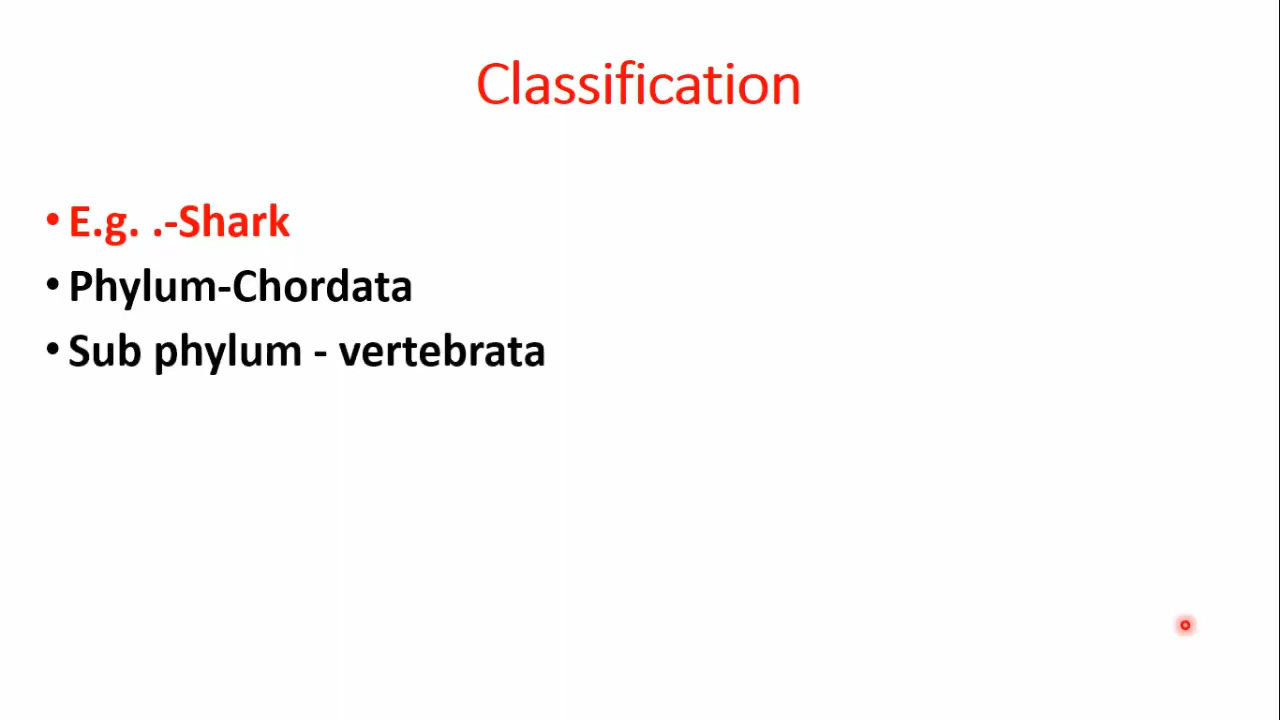 Classification
• E.g. .-Shark
• Phylum-Chordata
• Sub phylum - vertebrata